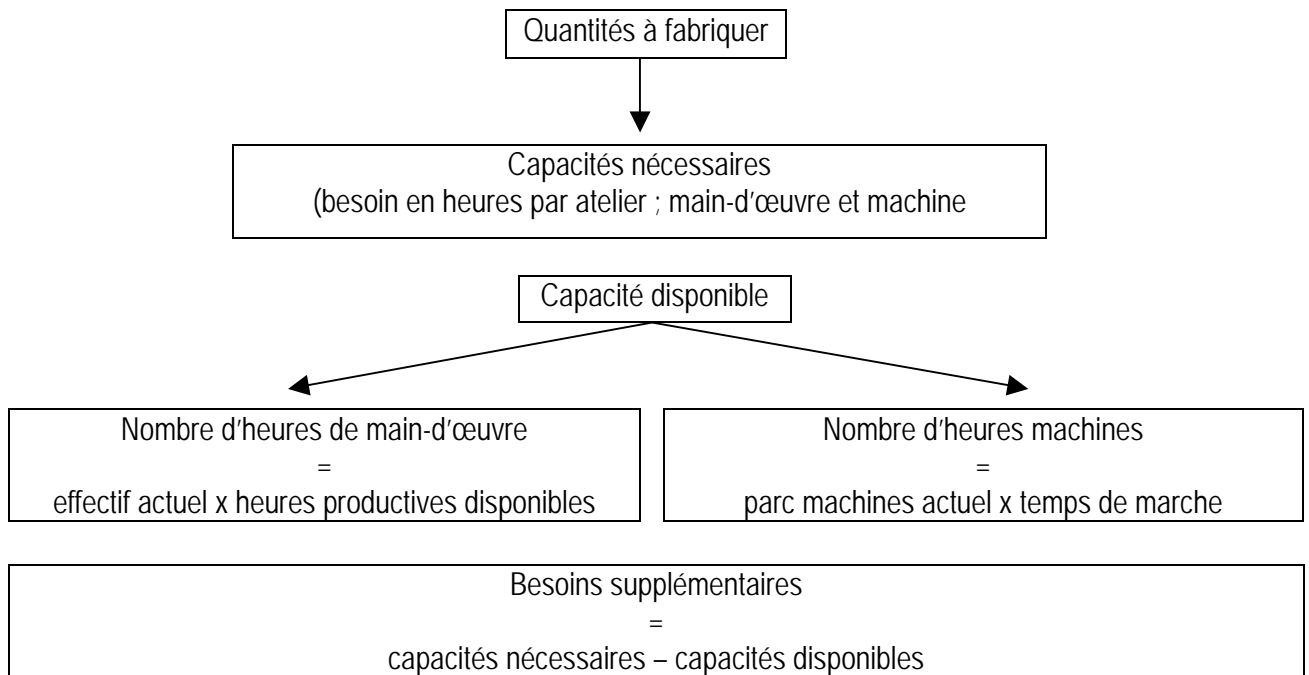 Quantités à fabriquer
Capacités nécessaires
(besoin en heures par atelier ; main-d'œuvre et machine
Capacité disponible
Nombre d'heures de main-d'œuvre
=
effectif actuel x heures productives disponibles
Nombre d'heures machines
=
parc machines actuel x temps de marche
Besoins supplémentaires
=
capacités nécessaires – capacités disponibles